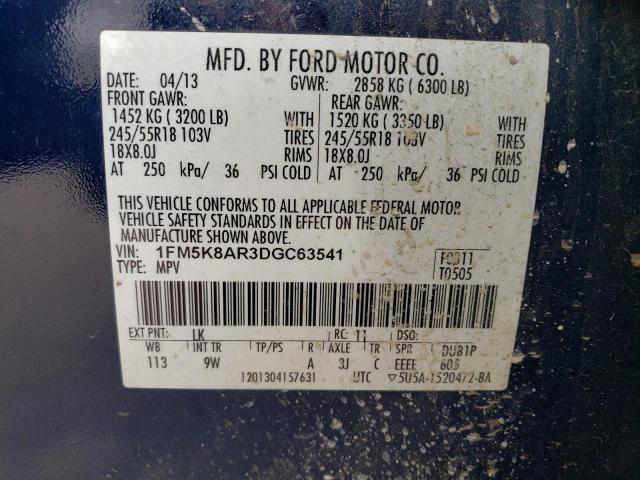 MFD. BY FORD MOTOR CO.
DATE: 04/13 GVWR: 2858 KG ( 6300 LB)
FRONT GAWR: REAR GAWR:
1452 KG ( 3200 LB) WITH 1520 KG ( 3350 LB) WITH
245/55R18 103V TIRES 245/55R18 103V TIRES
18X8.0J RIMS 18X8.0J RIMS
AT 250 kPa/ 36 PSI COLD AT 250 kPa/ 36 PSI COLD
THIS VEHICLE CONFORMS TO ALL APPLICABLE FEDERAL MOTOR
VEHICLE SAFETY STANDARDS IN EFFECT ON THE DATE OF
MANUFACTURE SHOWN ABOVE.
VIN: 1FM5K8AR3DGC63541 F0311
TYPE: MPV T0505
EXT PNT: LK RC: 11 DSO:
WB INT TR TP/PS R AXLE TR SPR DUB1P
113 9W A 3J C EEEE 605
1201304157631 UTC ▽5U5A-1520472-BA